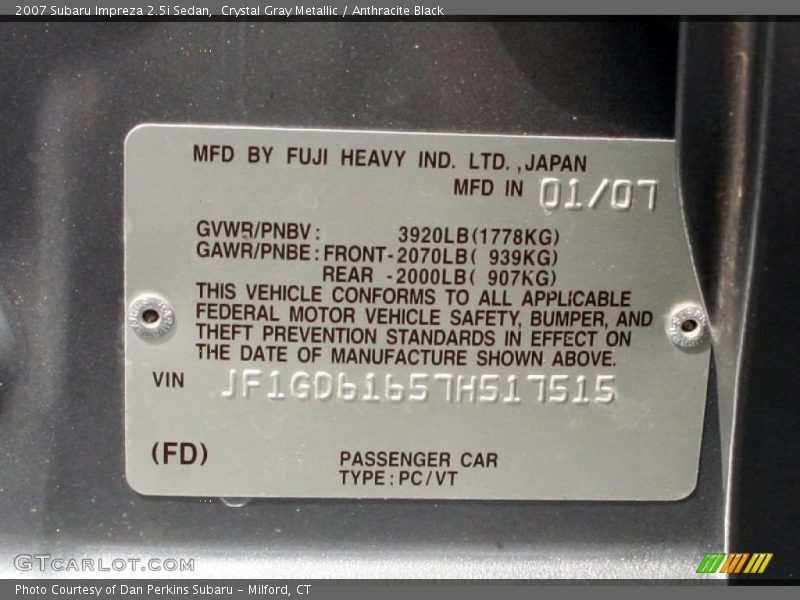 2007 Subaru Impreza 2.5i Sedan, Crystal Gray Metallic / Anthracite Black
MFD BY FUJI HEAVY IND. LTD., JAPAN
MFD IN 01/07
GVWR/PNBV: 3920LB(1778KG)
GAWR/PNBE: FRONT-2070LB( 939KG)
REAR -2000LB( 907KG)
THIS VEHICLE CONFORMS TO ALL APPLICABLE
FEDERAL MOTOR VEHICLE SAFETY, BUMPER, AND
THEFT PREVENTION STANDARDS IN EFFECT ON
THE DATE OF MANUFACTURE SHOWN ABOVE.
VIN JF1GD61657H517515
(FD) PASSENGER CAR
TYPE: PC/VT
GTCARLOT.COM
Photo Courtesy of Dan Perkins Subaru - Milford, CT